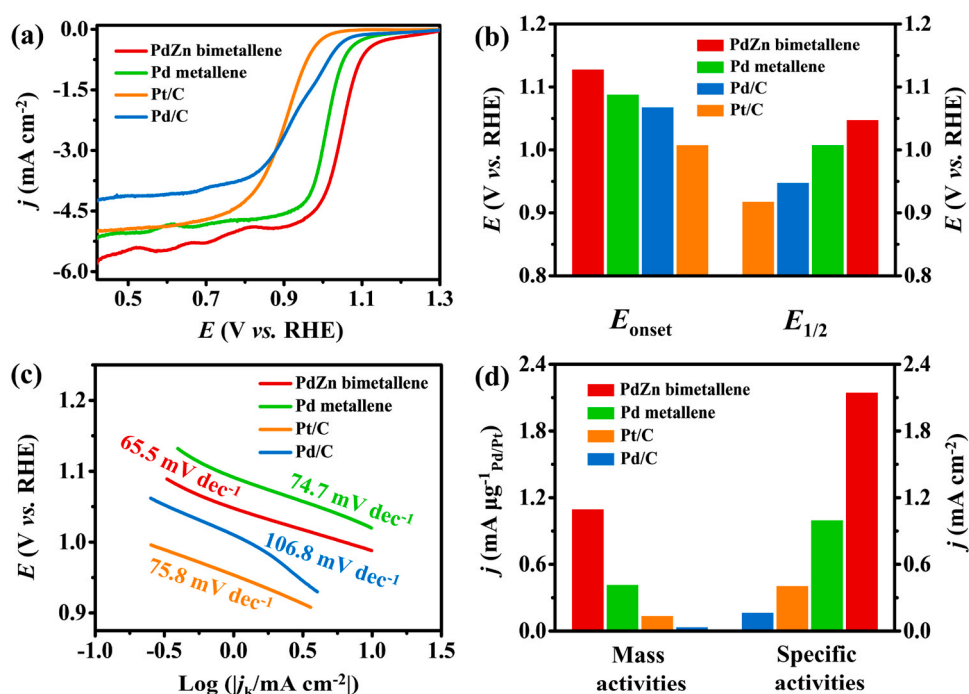 (a)
0.0
-1.5
-3.0
-4.5
-6.0
j (mA cm⁻²)
PdZn bimetallene
Pd metallene
Pt/C
Pd/C
0.5 0.7 0.9 1.1 1.3
E (V vs. RHE)
(b)
1.2
1.1
1.0
0.9
0.8
E (V vs. RHE)
PdZn bimetallene
Pd metallene
Pd/C
Pt/C
1.2
1.1
1.0
0.9
0.8
E (V vs. RHE)
E_onset E_1/2
(c)
1.2
1.1
1.0
0.9
E (V vs. RHE)
PdZn bimetallene
Pd metallene
Pt/C
Pd/C
65.5 mV dec⁻¹
74.7 mV dec⁻¹
106.8 mV dec⁻¹
75.8 mV dec⁻¹
-1.0 -0.5 0.0 0.5 1.0
Log (|j_k/mA cm⁻²|)
(d)
2.4
1.8
1.2
0.6
0.0
j (mA μg⁻¹ Pd/Pt)
PdZn bimetallene
Pd metallene
Pt/C
Pd/C
2.4
1.8
1.2
0.6
0.0
j (mA cm⁻²)
Mass Specific
activities activities